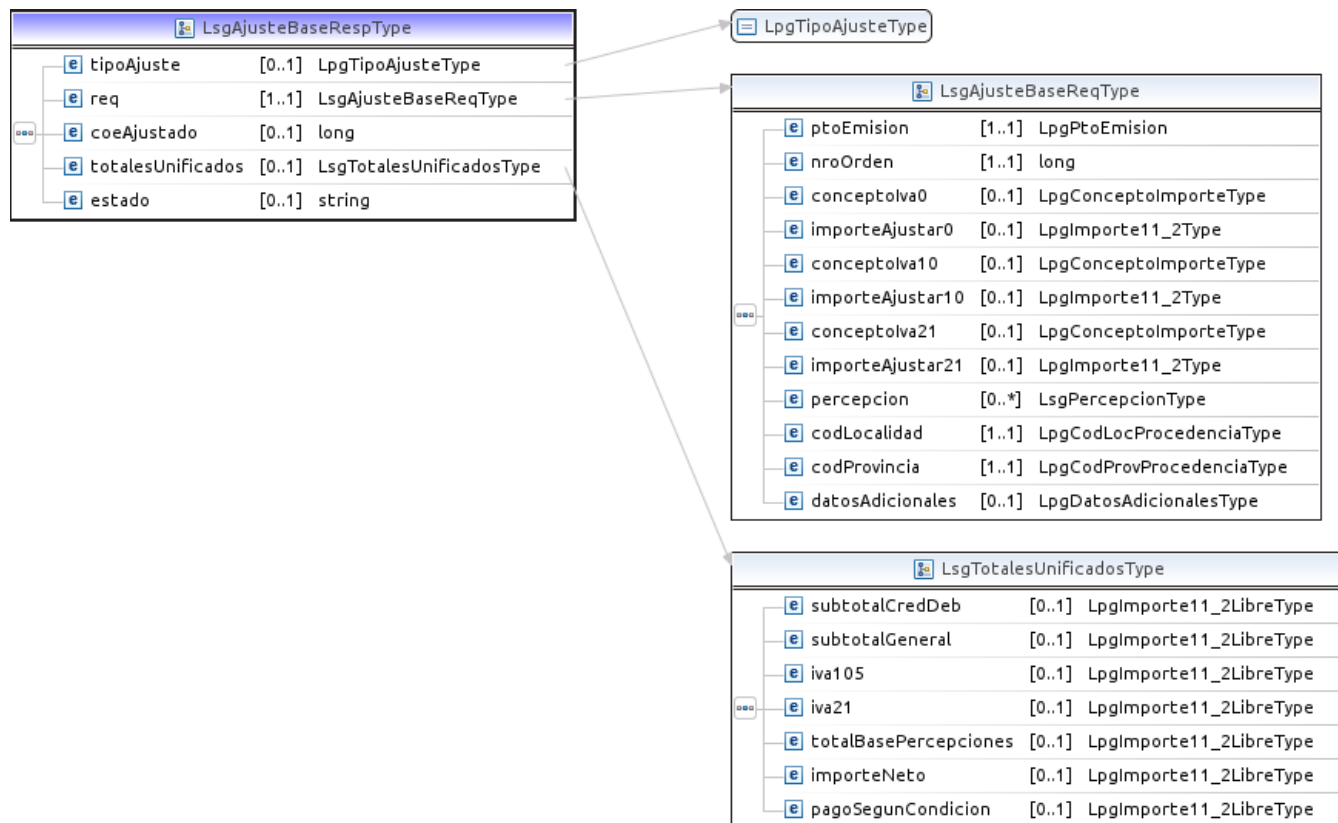 LsgAjusteBaseRespType
e tipoAjuste [0..1] LpgTipoAjusteType
e req [1..1] LsgAjusteBaseReqType
e coeAjustado [0..1] long
e totalesUnificados [0..1] LsgTotalesUnificadosType
e estado [0..1] string
LpgTipoAjusteType
LsgAjusteBaseReqType
e ptoEmision [1..1] LpgPtoEmision
e nroOrden [1..1] long
e conceptoIva0 [0..1] LpgConceptoImporteType
e importeAjustar0 [0..1] LpgImporte11_2Type
e conceptoIva10 [0..1] LpgConceptoImporteType
e importeAjustar10 [0..1] LpgImporte11_2Type
e conceptoIva21 [0..1] LpgConceptoImporteType
e importeAjustar21 [0..1] LpgImporte11_2Type
e percepcion [0..*] LsgPercepcionType
e codLocalidad [1..1] LpgCodLocProcedenciaType
e codProvincia [1..1] LpgCodProvProcedenciaType
e datosAdicionales [0..1] LpgDatosAdicionalesType
LsgTotalesUnificadosType
e subtotalCredDeb [0..1] LpgImporte11_2LibreType
e subtotalGeneral [0..1] LpgImporte11_2LibreType
e iva105 [0..1] LpgImporte11_2LibreType
e iva21 [0..1] LpgImporte11_2LibreType
e totalBasePercepciones [0..1] LpgImporte11_2LibreType
e importeNeto [0..1] LpgImporte11_2LibreType
e pagoSegunCondicion [0..1] LpgImporte11_2LibreType